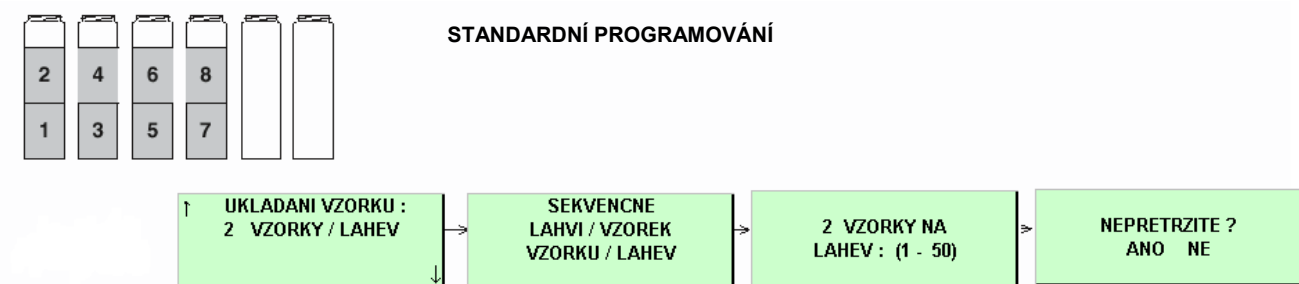 STANDARDNÍ PROGRAMOVÁNÍ
2 4 6 8
1 3 5 7
↑ UKLADANI VZORKU :
2 VZORKY / LAHEV
↓
SEKVENCNE
LAHVI / VZOREK
VZORKU / LAHEV
2 VZORKY NA
LAHEV : (1 - 50)
NEPRETRZITE ?
ANO NE